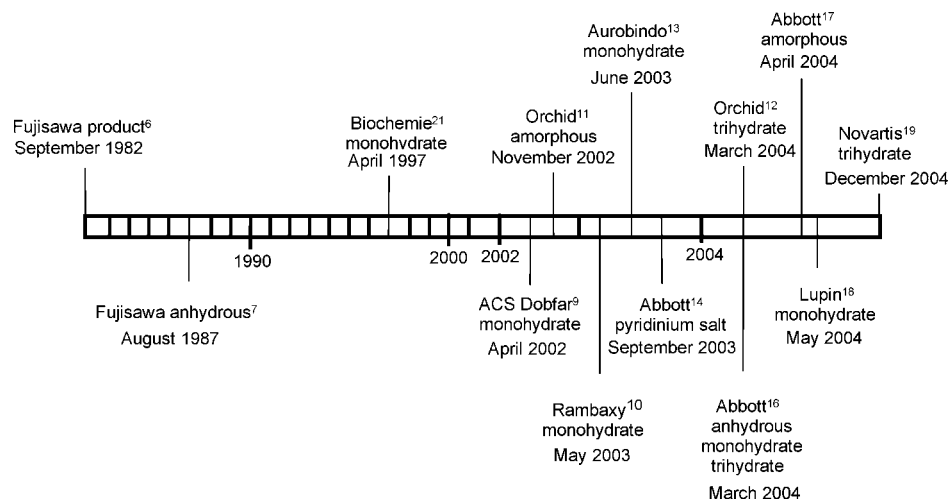 Fujisawa product⁶
September 1982
Biochemie²¹
monohvdrate
April 1997
Orchid¹¹
amorphous
November 2002
Aurobindo¹³
monohydrate
June 2003
Orchid¹²
trihydrate
March 2004
Abbott¹⁷
amorphous
April 2004
Novartis¹⁹
trihydrate
December 2004
1990
2000
2002
2004
Fujisawa anhydrous⁷
August 1987
ACS Dobfar⁹
monohydrate
April 2002
Rambaxy¹⁰
monohydrate
May 2003
Abbott¹⁴
pyridinium salt
September 2003
Abbott¹⁶
anhydrous
monohydrate
trihydrate
March 2004
Lupin¹⁸
monohydrate
May 2004